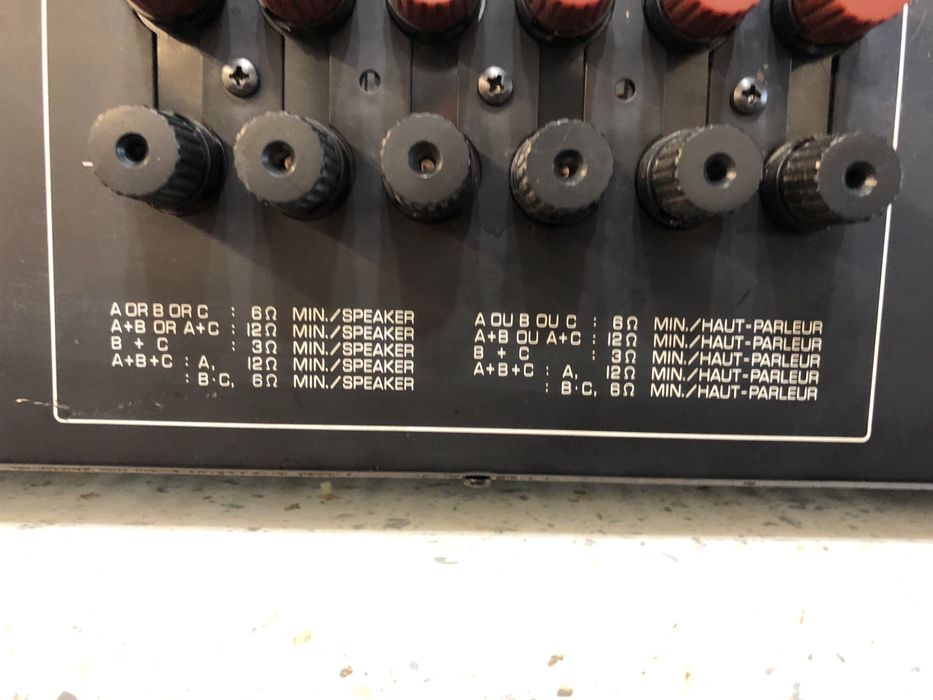 A OR B OR C : 6Ω MIN./SPEAKER
A+B OR A+C : 12Ω MIN./SPEAKER
B + C : 3Ω MIN./SPEAKER
A+B+C : A, 12Ω MIN./SPEAKER
: B·C, 6Ω MIN./SPEAKER
A OU B OU C : 6Ω MIN./HAUT-PARLEUR
A+B OU A+C : 12Ω MIN./HAUT-PARLEUR
B + C : 3Ω MIN./HAUT-PARLEUR
A+B+C : A, 12Ω MIN./HAUT-PARLEUR
: B·C, 6Ω MIN./HAUT-PARLEUR